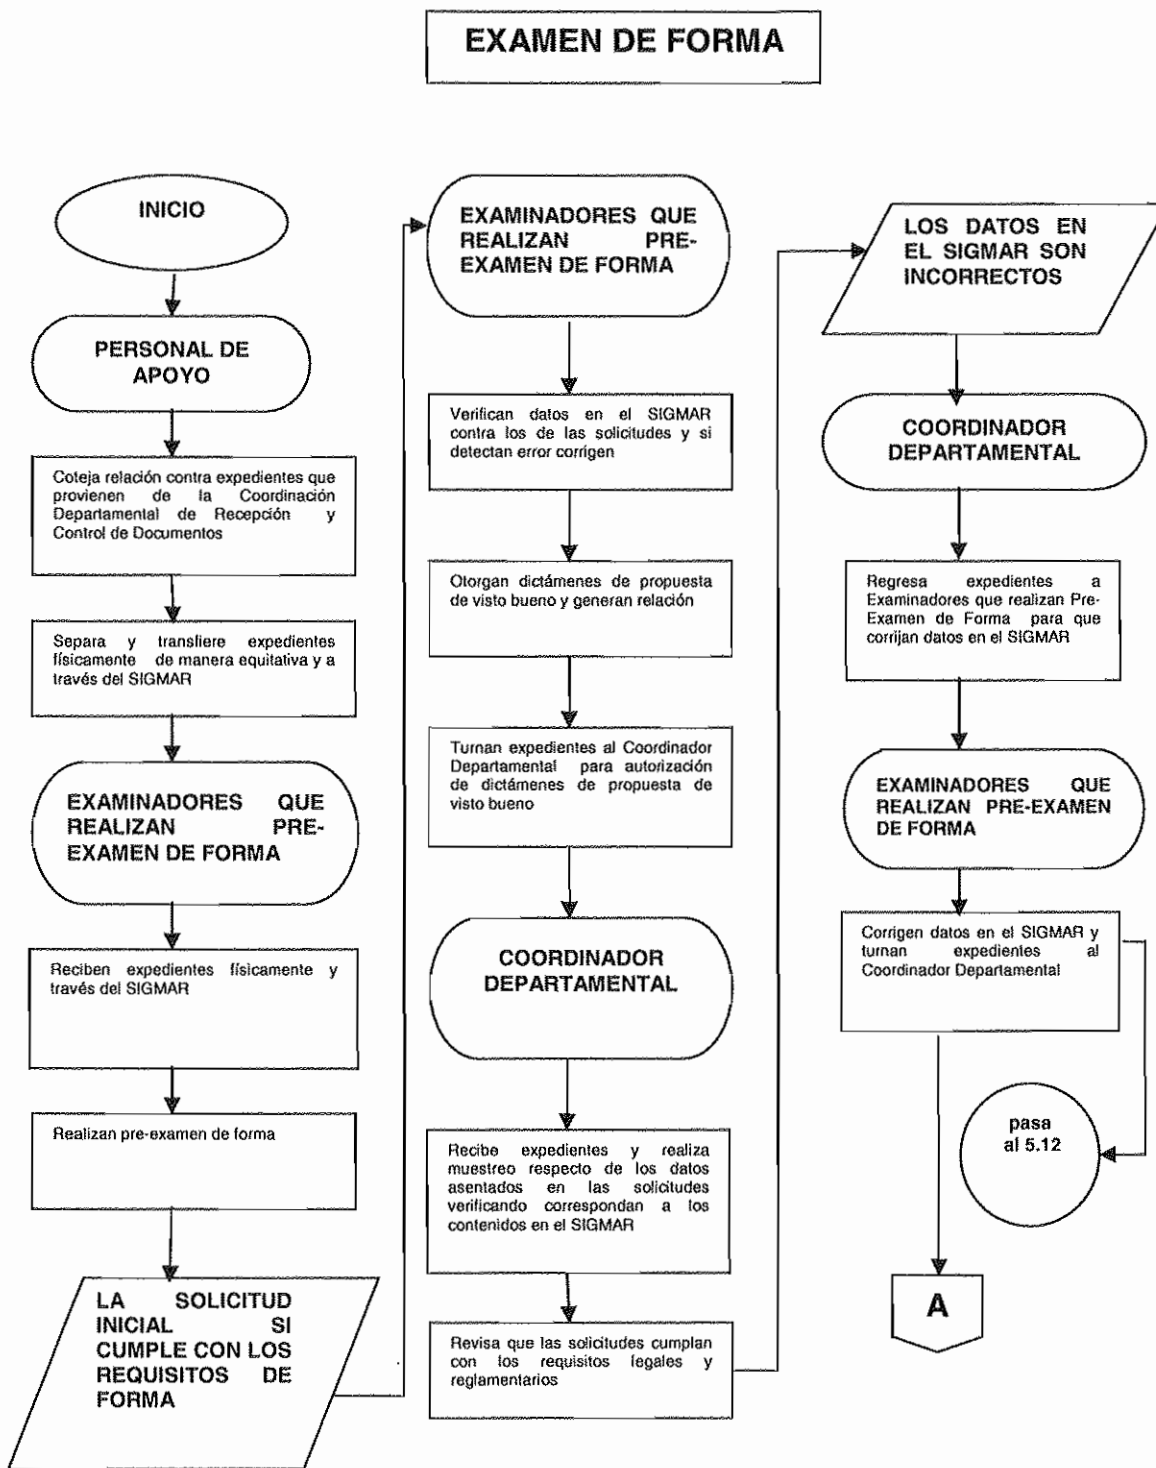 EXAMEN DE FORMA
INICIO
PERSONAL DE
APOYO
Coteja relación contra expedientes que
provienen de la Coordinación
Departamental de Recepción y
Control de Documentos
Separa y transfiere expedientes
físicamente de manera equitativa y a
través del SIGMAR
EXAMINADORES QUE
REALIZAN PRE-
EXAMEN DE FORMA
Reciben expedientes físicamente y
través del SIGMAR
Realizan pre-examen de forma
LA SOLICITUD
INICIAL SI
CUMPLE CON LOS
REQUISITOS DE
FORMA
EXAMINADORES QUE
REALIZAN PRE-
EXAMEN DE FORMA
Verifican datos en el SIGMAR
contra los de las solicitudes y si
detectan error corrigen
Otorgan dictámenes de propuesta
de visto bueno y generan relación
Turnan expedientes al Coordinador
Departamental para autorización
de dictámenes de propuesta de
visto bueno
COORDINADOR
DEPARTAMENTAL
Recibe expedientes y realiza
muestreo respecto de los datos
asentados en las solicitudes
verificando correspondan a los
contenidos en el SIGMAR
Revisa que las solicitudes cumplan
con los requisitos legales y
reglamentarios
LOS DATOS EN
EL SIGMAR SON
INCORRECTOS
COORDINADOR
DEPARTAMENTAL
Regresa expedientes a
Examinadores que realizan Pre-
Examen de Forma para que
corrijan datos en el SIGMAR
EXAMINADORES QUE
REALIZAN PRE-EXAMEN
DE FORMA
Corrigen datos en el SIGMAR y
turnan expedientes al
Coordinador Departamental
pasa
al 5.12
A